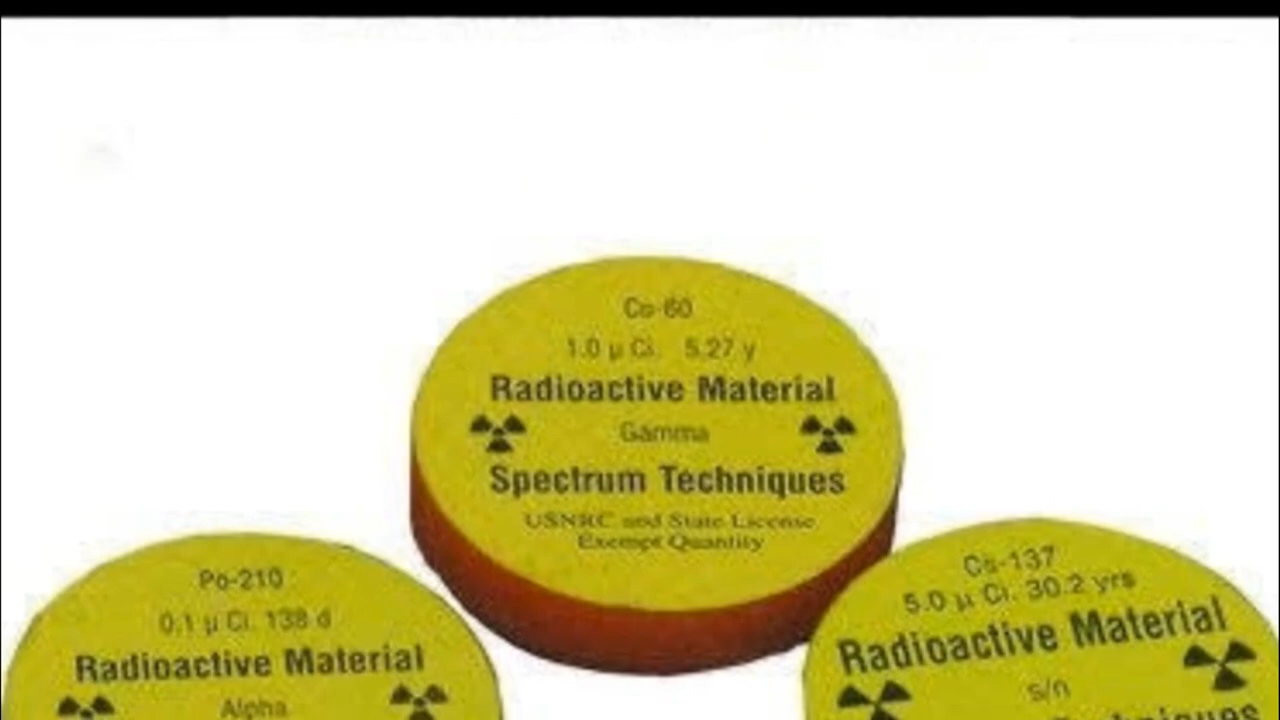 Co-60
1.0 μ Ci. 5.27 y
Radioactive Material
Gamma
Spectrum Techniques
USNRC and State License
Exempt Quantity
Po-210
0.1 μ Ci. 138 d
Radioactive Material
Alpha
Cs-137
5.0 μ Ci. 30.2 yrs
Radioactive Material
s/n
Techniques